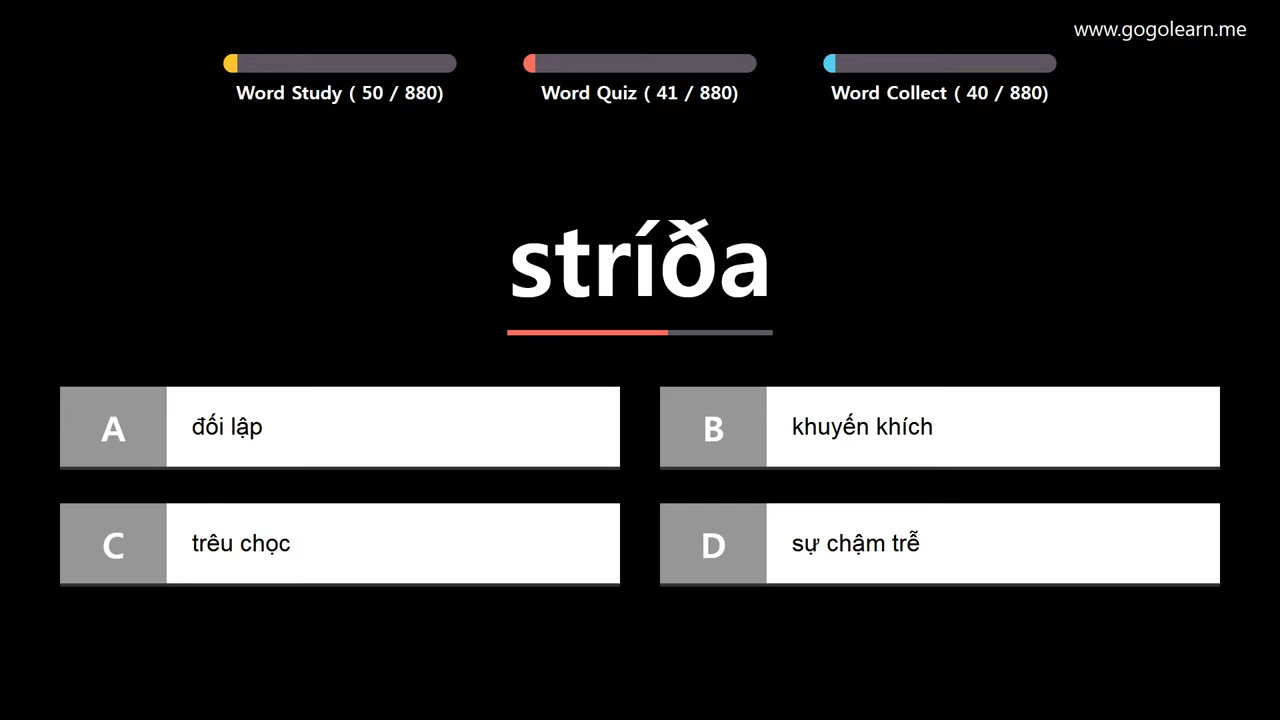 www.gogolearn.me
Word Study ( 50 / 880)
Word Quiz ( 41 / 880)
Word Collect ( 40 / 880)
stríða
A
đối lập
B
khuyến khích
C
trêu chọc
D
sự chậm trễ